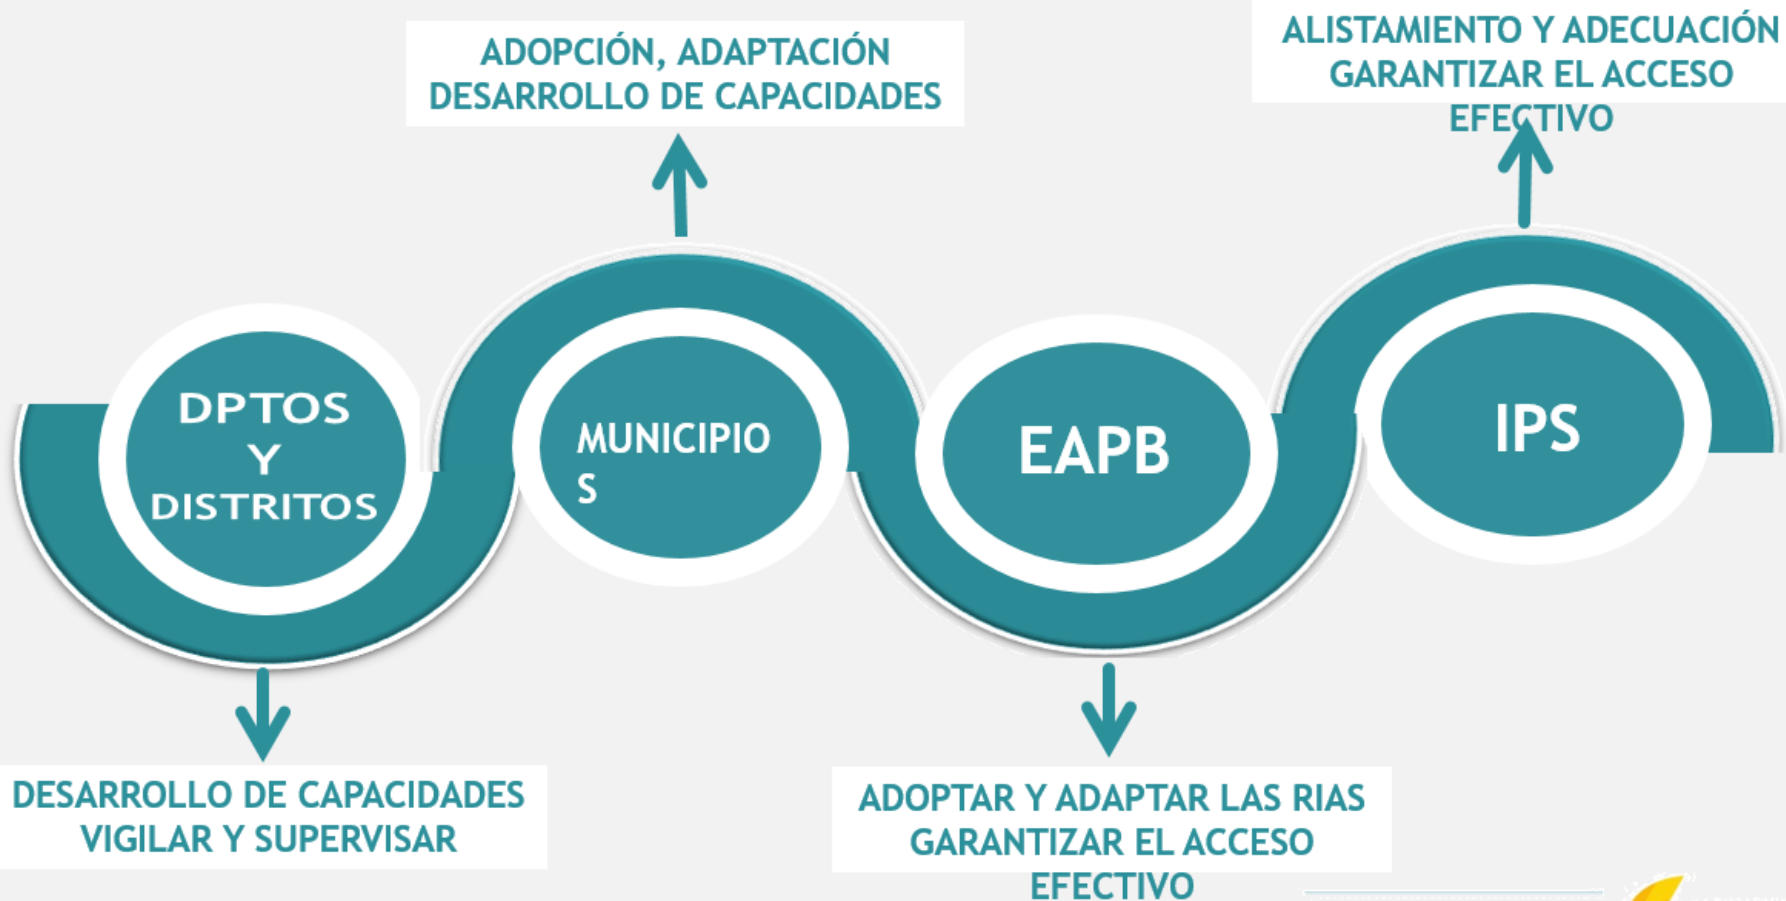 ADOPCIÓN, ADAPTACIÓN
DESARROLLO DE CAPACIDADES
ALISTAMIENTO Y ADECUACIÓN
GARANTIZAR EL ACCESO
EFECTIVO
DPTOS
Y
DISTRITOS
MUNICIPIO
S
EAPB
IPS
DESARROLLO DE CAPACIDADES
VIGILAR Y SUPERVISAR
ADOPTAR Y ADAPTAR LAS RIAS
GARANTIZAR EL ACCESO
EFECTIVO